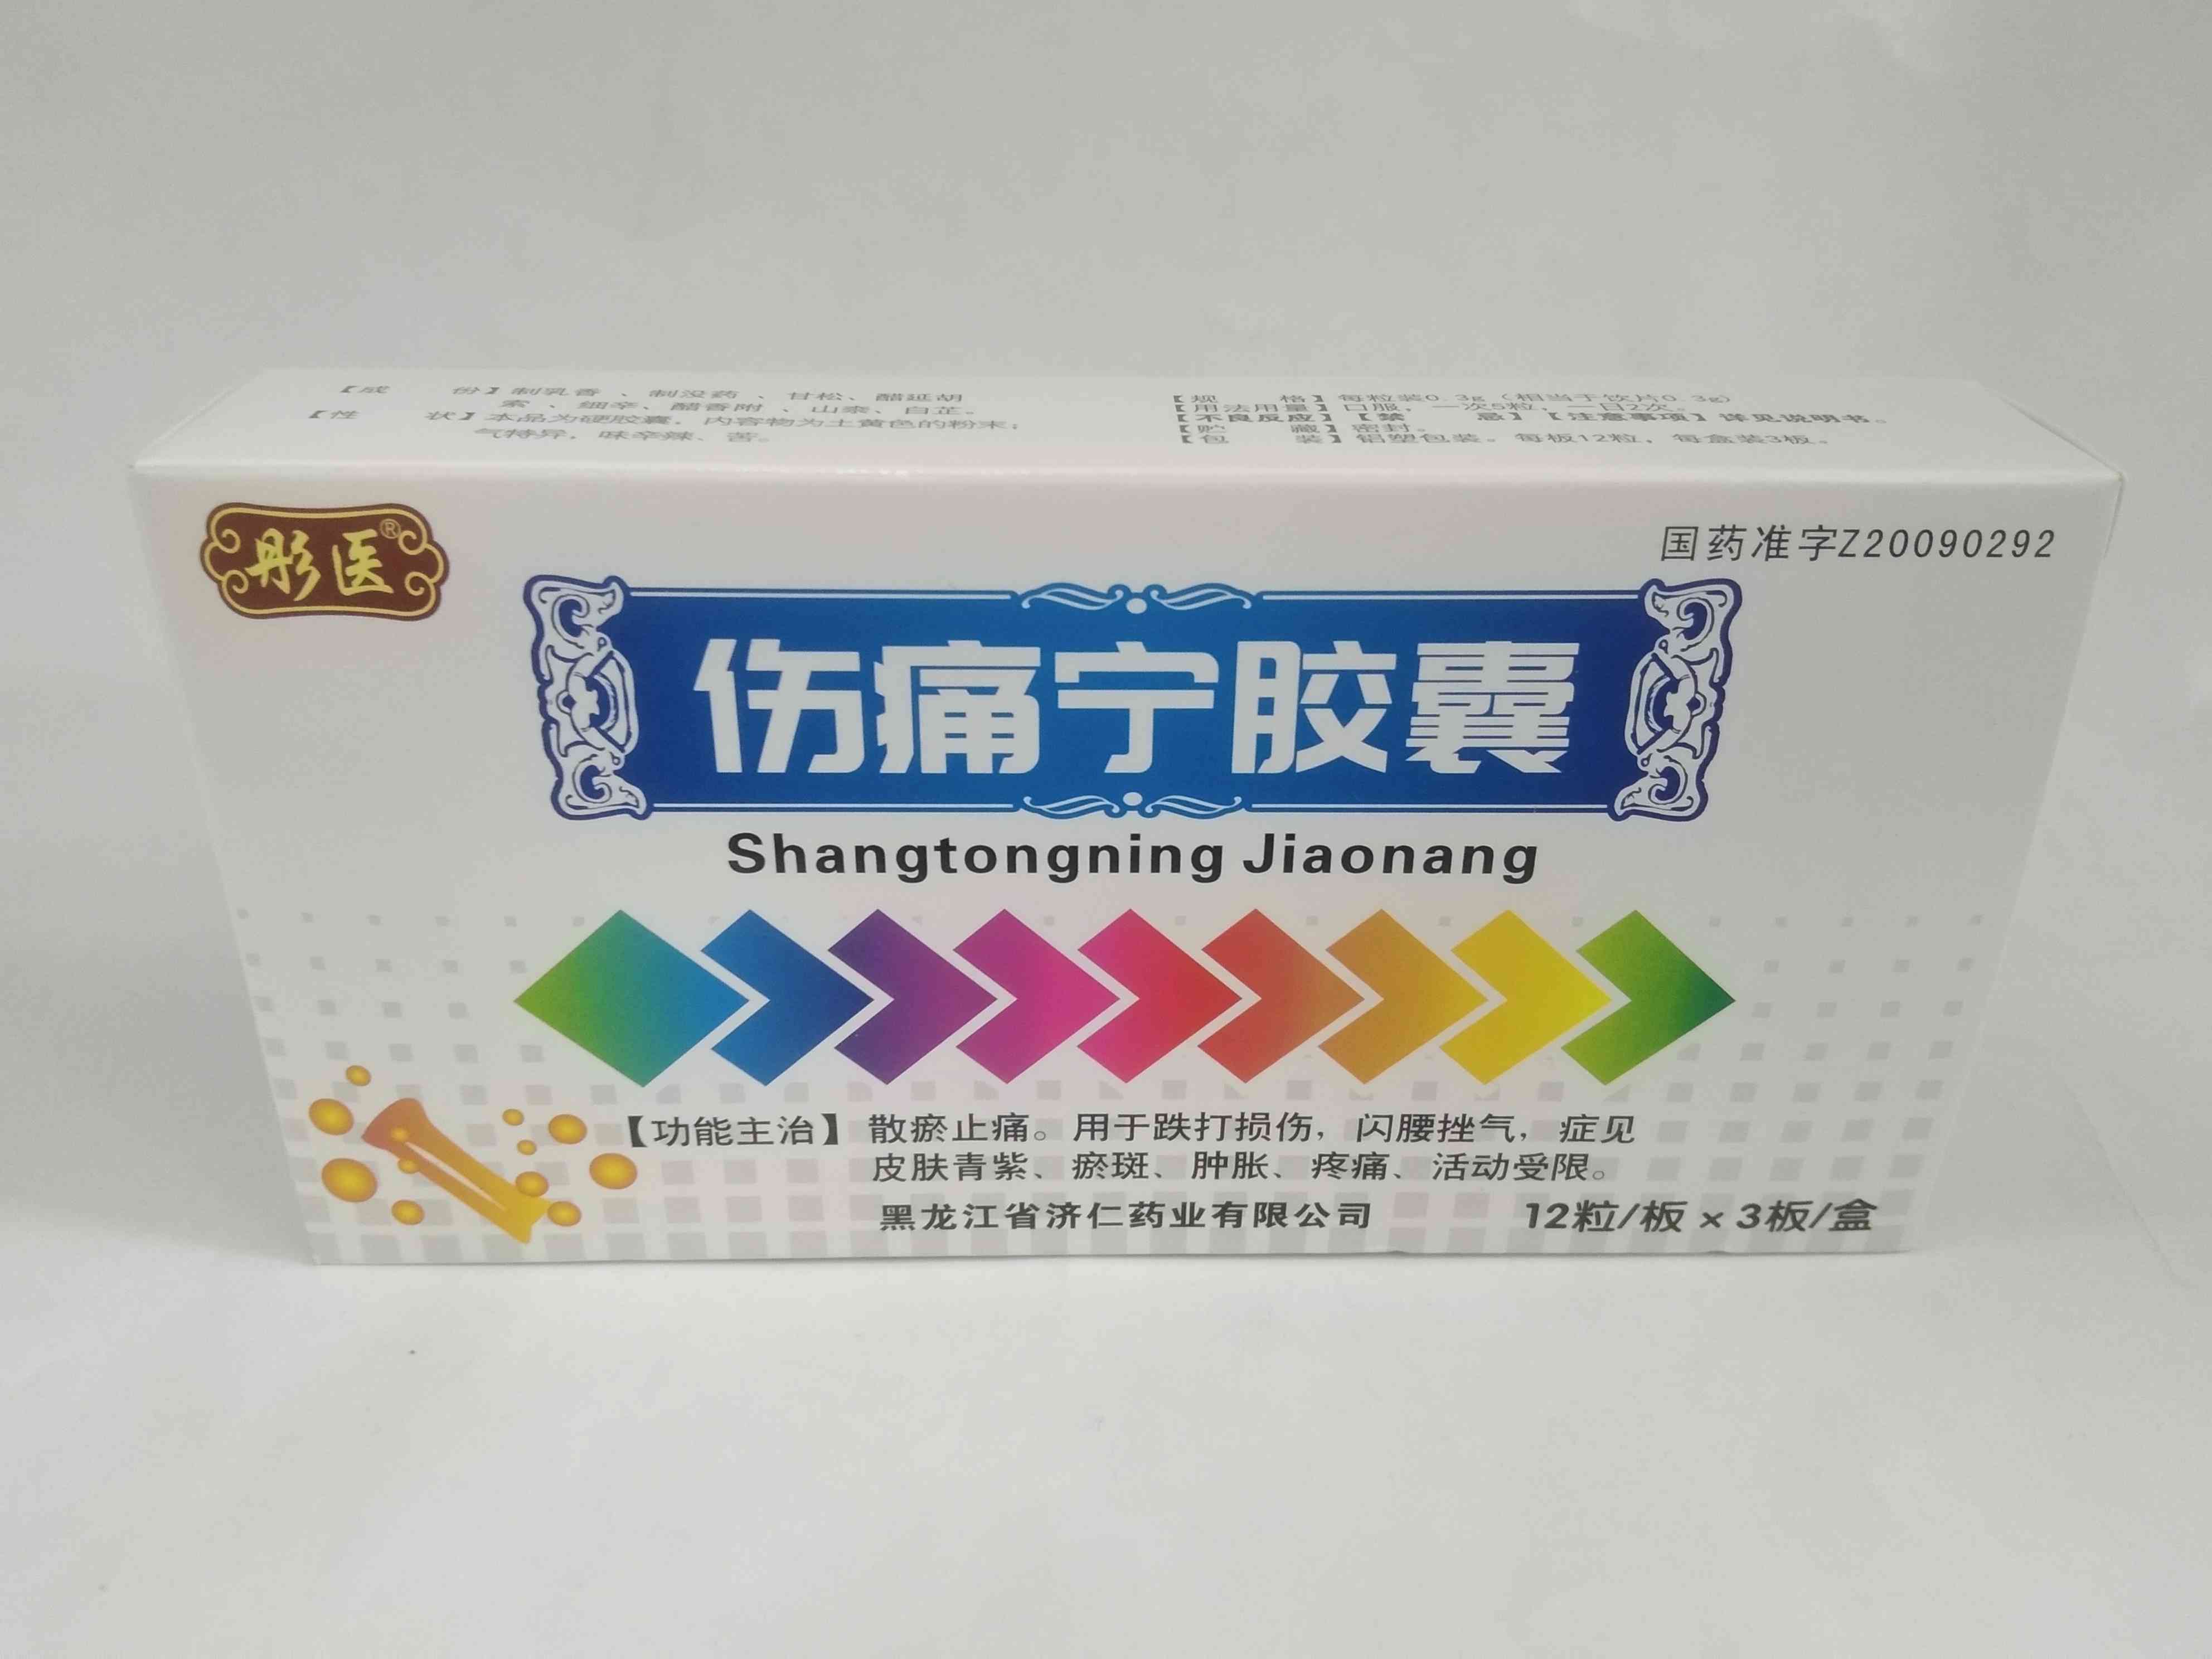 【成 份】制乳香、制没药、甘松、醋延胡
索、细辛、醋香附、山柰、白芷。
【性 状】本品为硬胶囊，内容物为土黄色的粉末；
气特异，味辛辣、苦。
【规 格】每粒装0.3g（相当于饮片0.3g）
【用法用量】口服，一次5粒，一日2次。
【不良反应】【禁 忌】【注意事项】详见说明书。
【贮 藏】密封。
【包 装】铝塑包装。每板12粒，每盒装3板。
彤医®
国药准字Z20090292
伤痛宁胶囊
Shangtongning Jiaonang
【功能主治】散瘀止痛。用于跌打损伤，闪腰挫气，症见
皮肤青紫、瘀斑、肿胀、疼痛、活动受限。
黑龙江省济仁药业有限公司
12粒/板×3板/盒